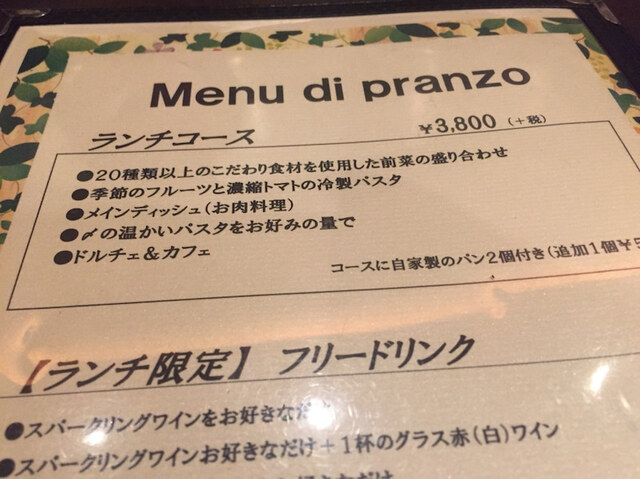 Menu di pranzo
ランチコース ¥3,800 (+税)
●20種類以上のこだわり食材を使用した前菜の盛り合わせ
●季節のフルーツと濃縮トマトの冷製パスタ
●メインディッシュ(お肉料理)
●〆の温かいパスタをお好みの量で
●ドルチェ&カフェ
コースに自家製のパン2個付き(追加1個¥5
【ランチ限定】 フリードリンク
●スパークリングワインをお好きなだけ
●スパークリングワインお好きなだけ+1杯のグラス赤(白)ワイン